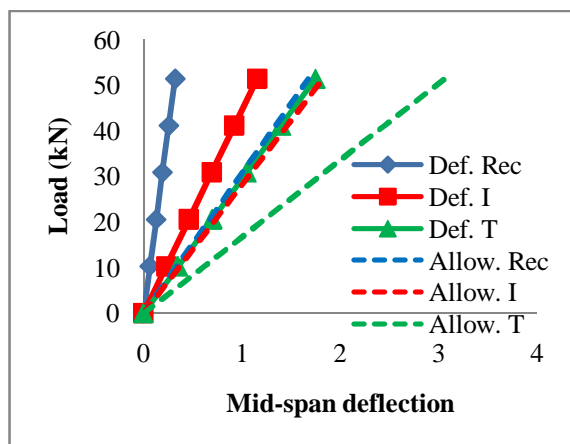 60
50
40
30
20
10
0
Load (kN)
Def. Rec
Def. I
Def. T
Allow. Rec
Allow. I
Allow. T
0 1 2 3 4
Mid-span deflection